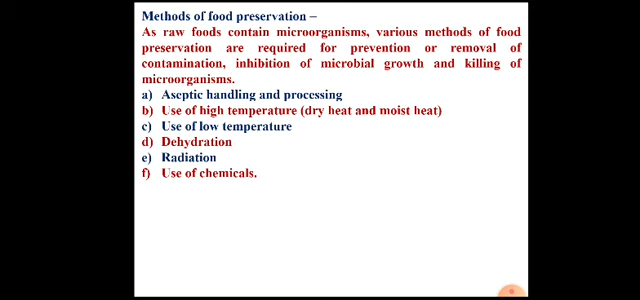 Methods of food preservation –
As raw foods contain microorganisms, various methods of food
preservation are required for prevention or removal of
contamination, inhibition of microbial growth and killing of
microorganisms.
a) Aseptic handling and processing
b) Use of high temperature (dry heat and moist heat)
c) Use of low temperature
d) Dehydration
e) Radiation
f) Use of chemicals.